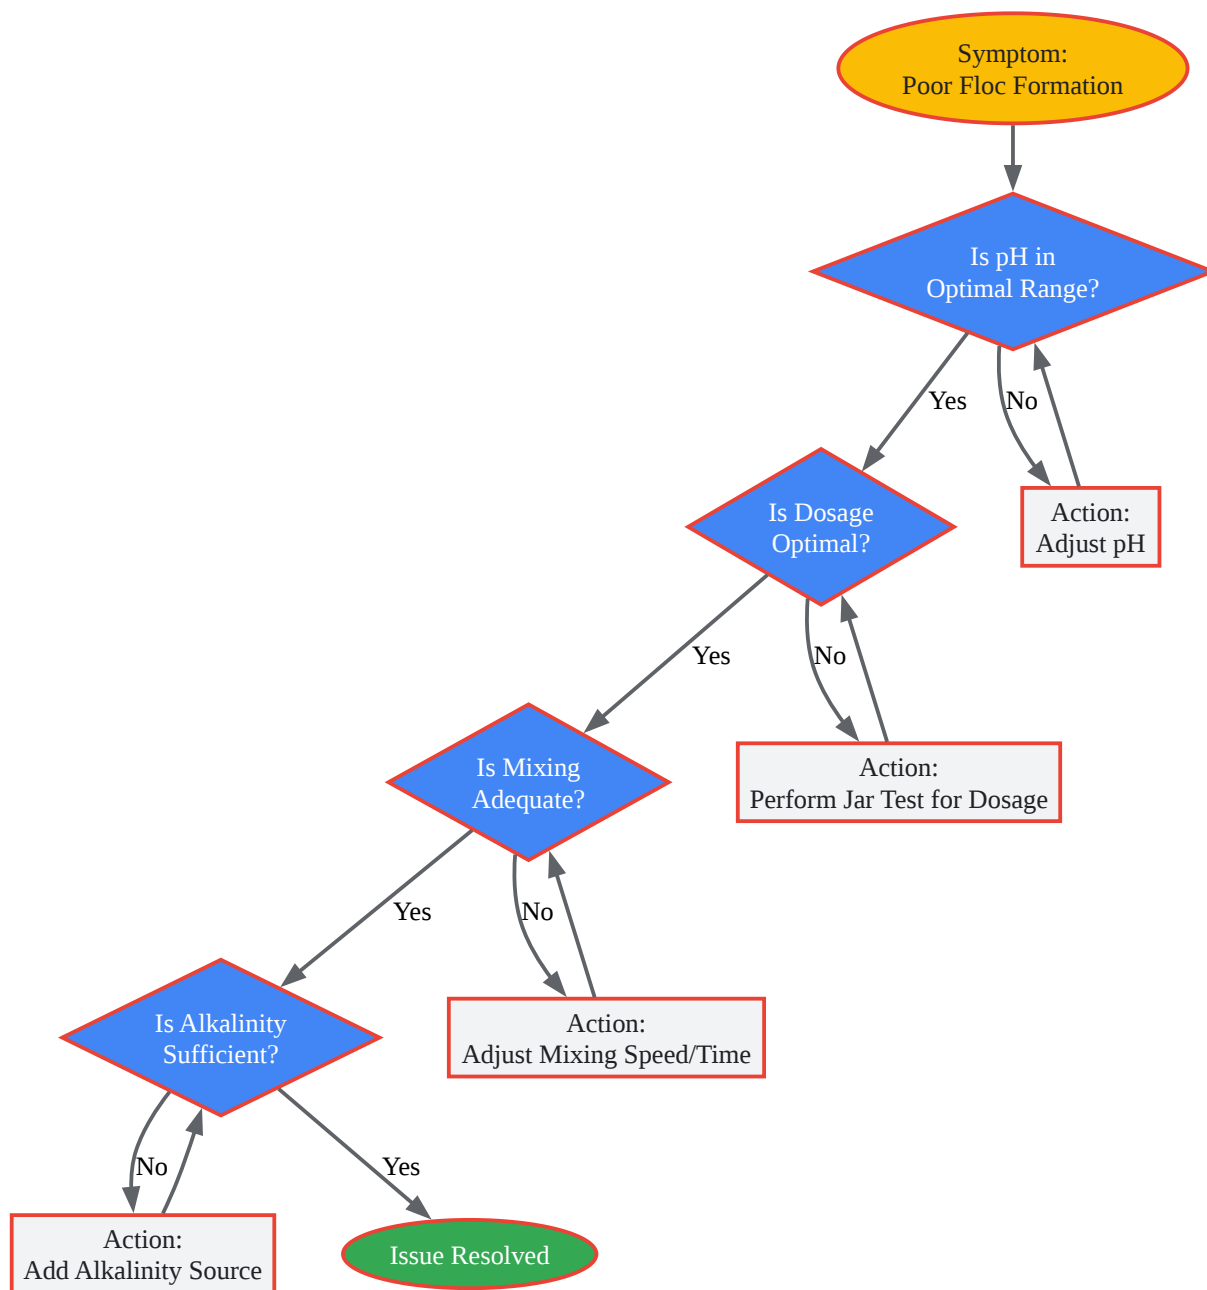 Symptom:
Poor Floc Formation
Is pH in
Optimal Range?
Yes
No
Action:
Adjust pH
Is Dosage
Optimal?
Yes
No
Action:
Perform Jar Test for Dosage
Is Mixing
Adequate?
Yes
No
Action:
Adjust Mixing Speed/Time
Is Alkalinity
Sufficient?
No
Yes
Action:
Add Alkalinity Source
Issue Resolved